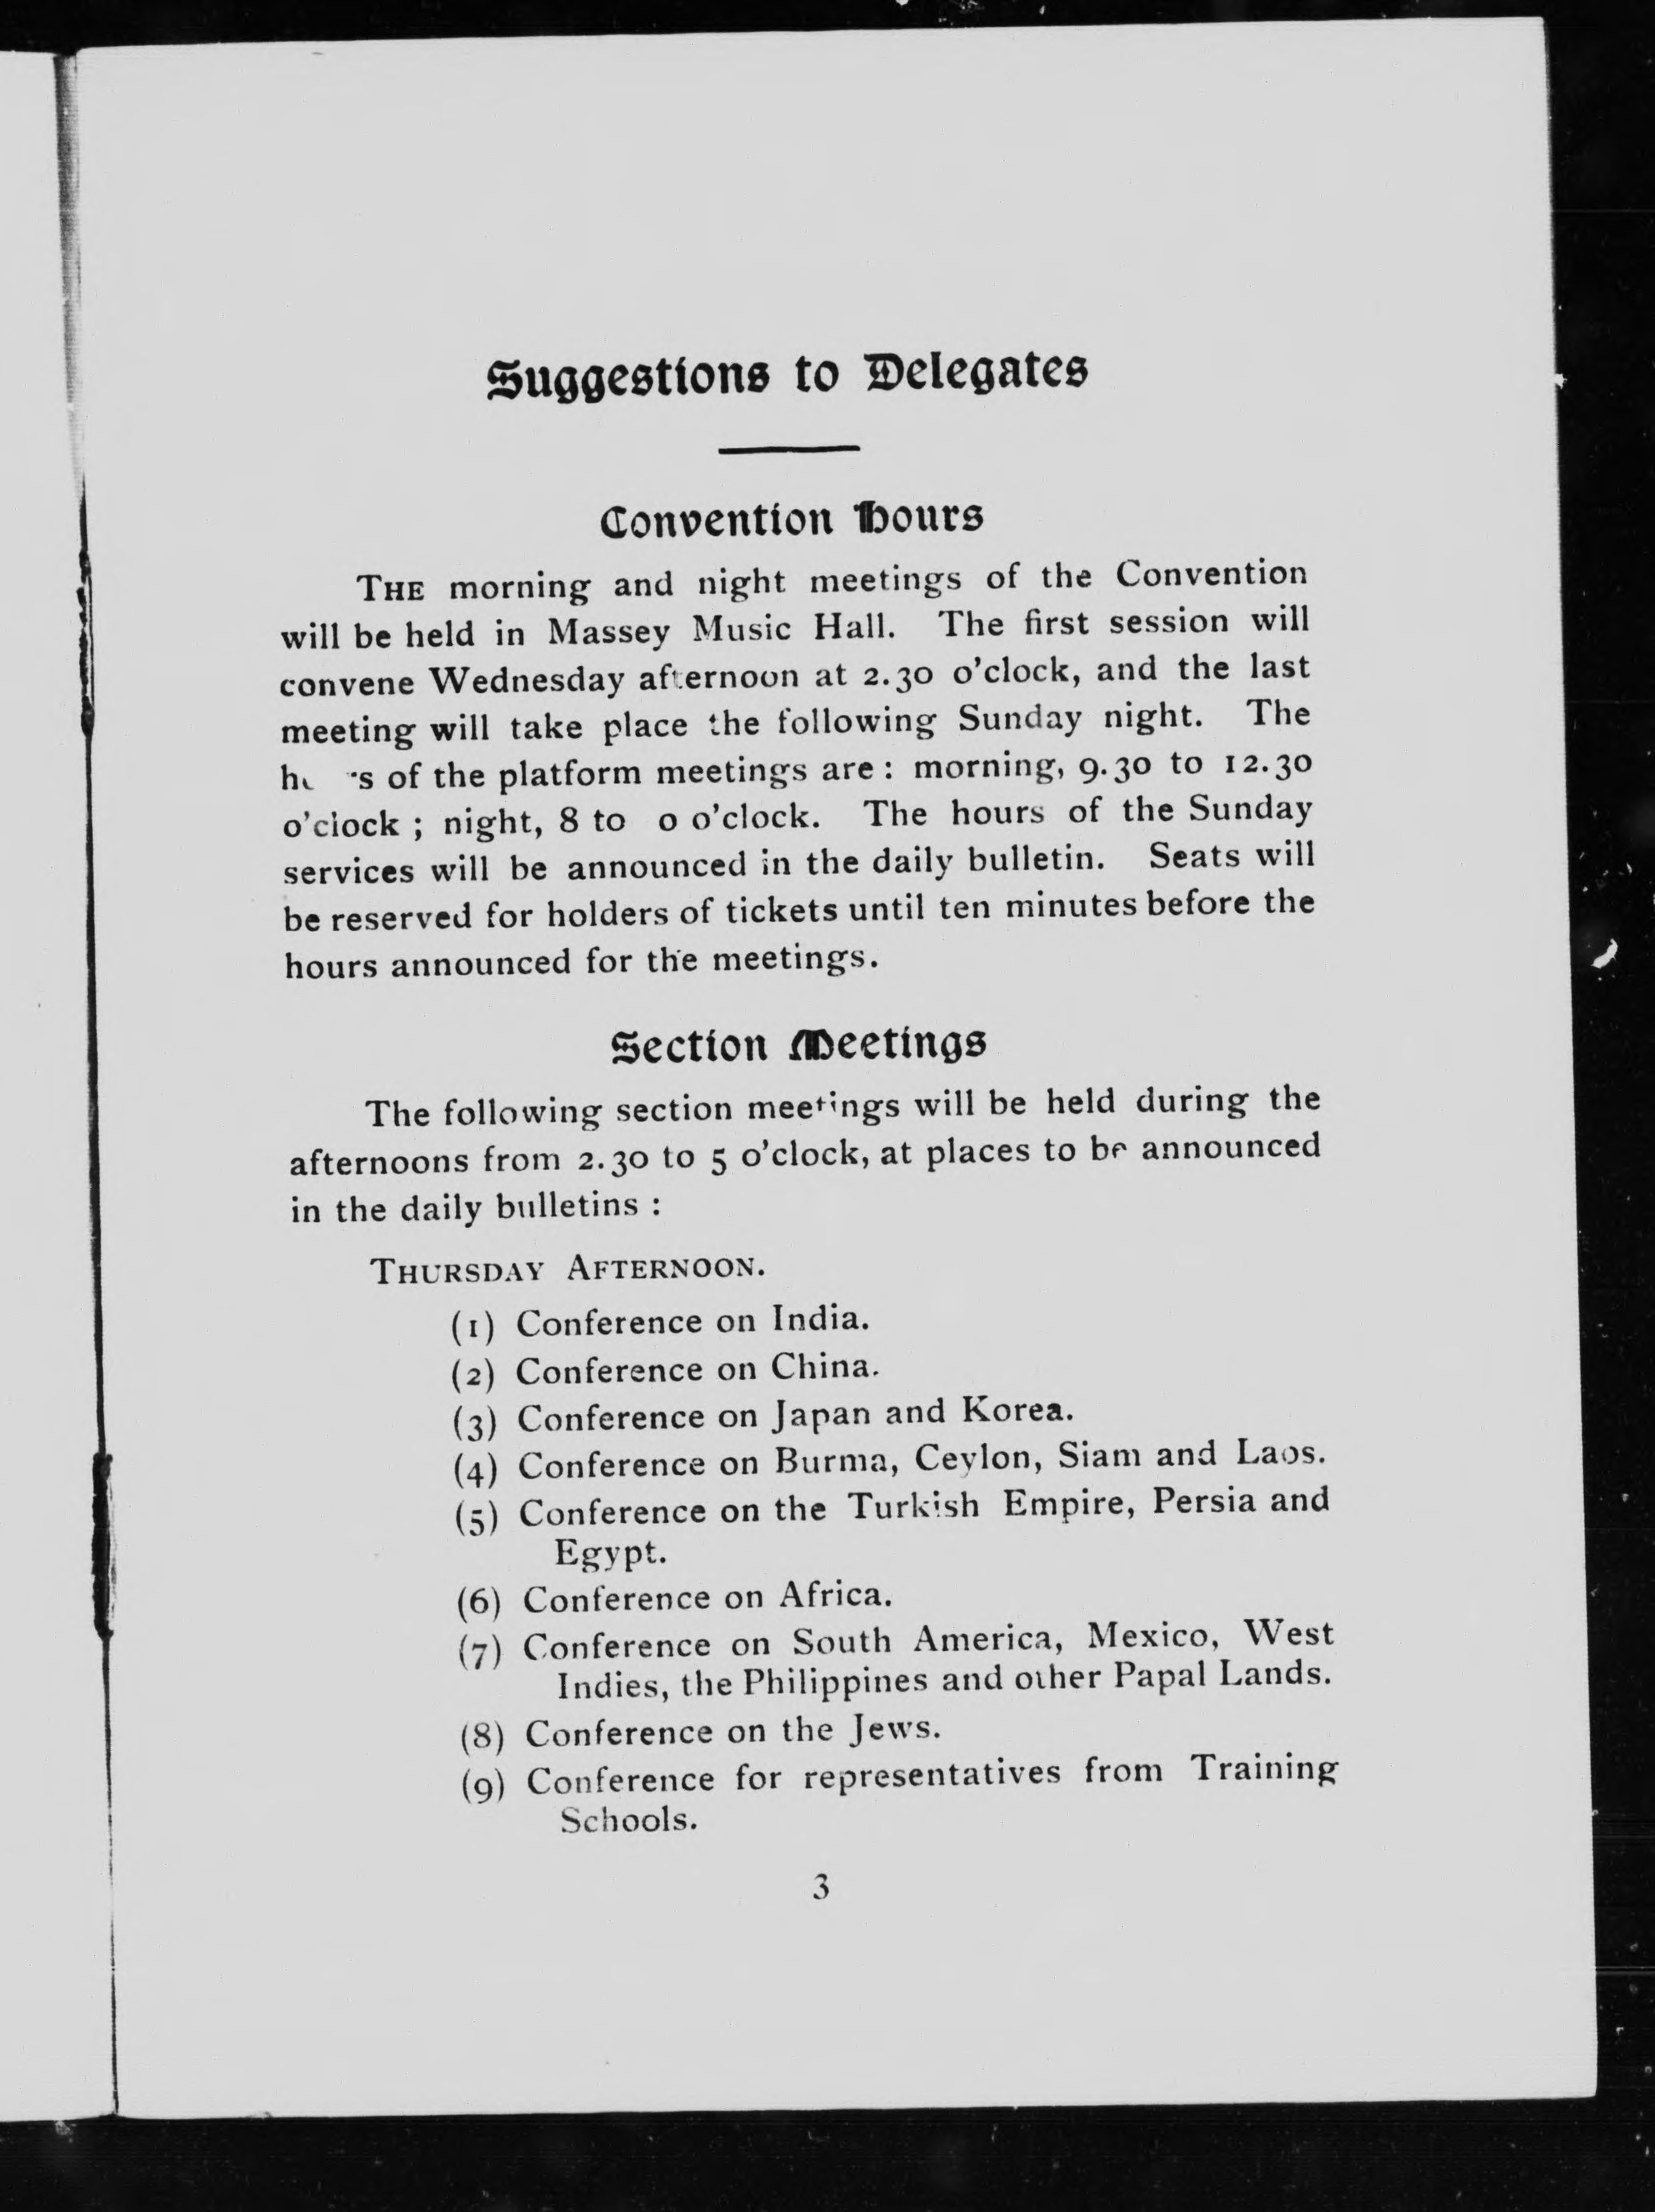 Suggestions to Delegates
Convention Hours
THE morning and night meetings of the Convention
will be held in Massey Music Hall. The first session will
convene Wednesday afternoon at 2.30 o'clock, and the last
meeting will take place the following Sunday night. The
of the platform meetings are : morning, 9.30 to 12.30
o'clock ; night, 8 to o'clock. The hours of the Sunday
services will be announced in the daily bulletin. Seats will
be reserved for holders of tickets until ten minutes before the
hours announced for the meetings.
Section Meetings
The following section meetings will be held during the
afternoons from 2.30 to 5 o'clock, at places to be announced
in the daily bulletins :
THURSDAY AFTERNOON.
(1) Conference on India.
(2) Conference on China.
(3) Conference on Japan and Korea.
(4) Conference on Burma, Ceylon, Siam and Laos.
(5) Conference on the Turkish Empire, Persia and
Egypt.
(6) Conference on Africa.
(7) Conference on South America, Mexico, West
Indies, the Philippines and other Papal Lands.
(8) Conference on the Jews.
(9) Conference for representatives from Training
Schools.
3